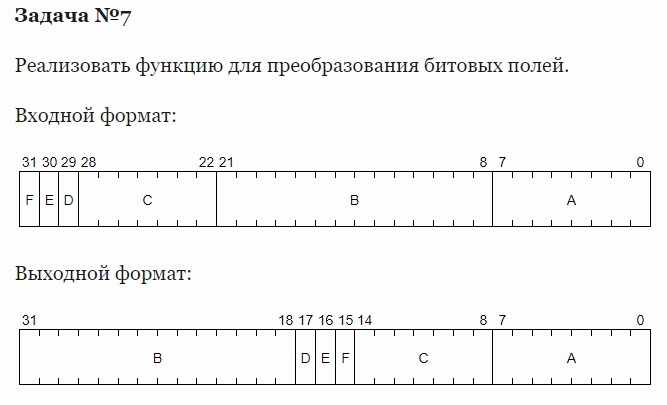 Задача №7
Реализовать функцию для преобразования битовых полей.
Входной формат:
31 30 29 28 22 21 8 7 0
F E D C B A
Выходной формат:
31 18 17 16 15 14 8 7 0
B D E F C A